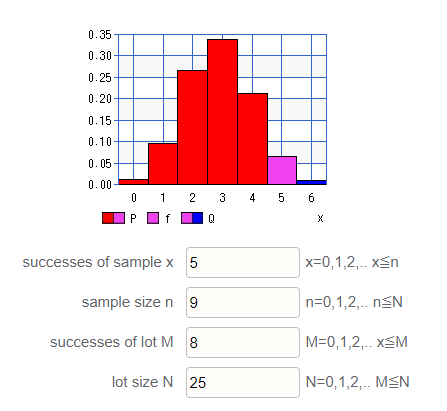 0.35
0.30
0.25
0.20
0.15
0.10
0.05
0.00
0 1 2 3 4 5 6
P f Q x
successes of sample x 5 x=0,1,2,.. x≦n
sample size n 9 n=0,1,2,.. n≦N
successes of lot M 8 M=0,1,2,.. x≦M
lot size N 25 N=0,1,2,.. M≦N